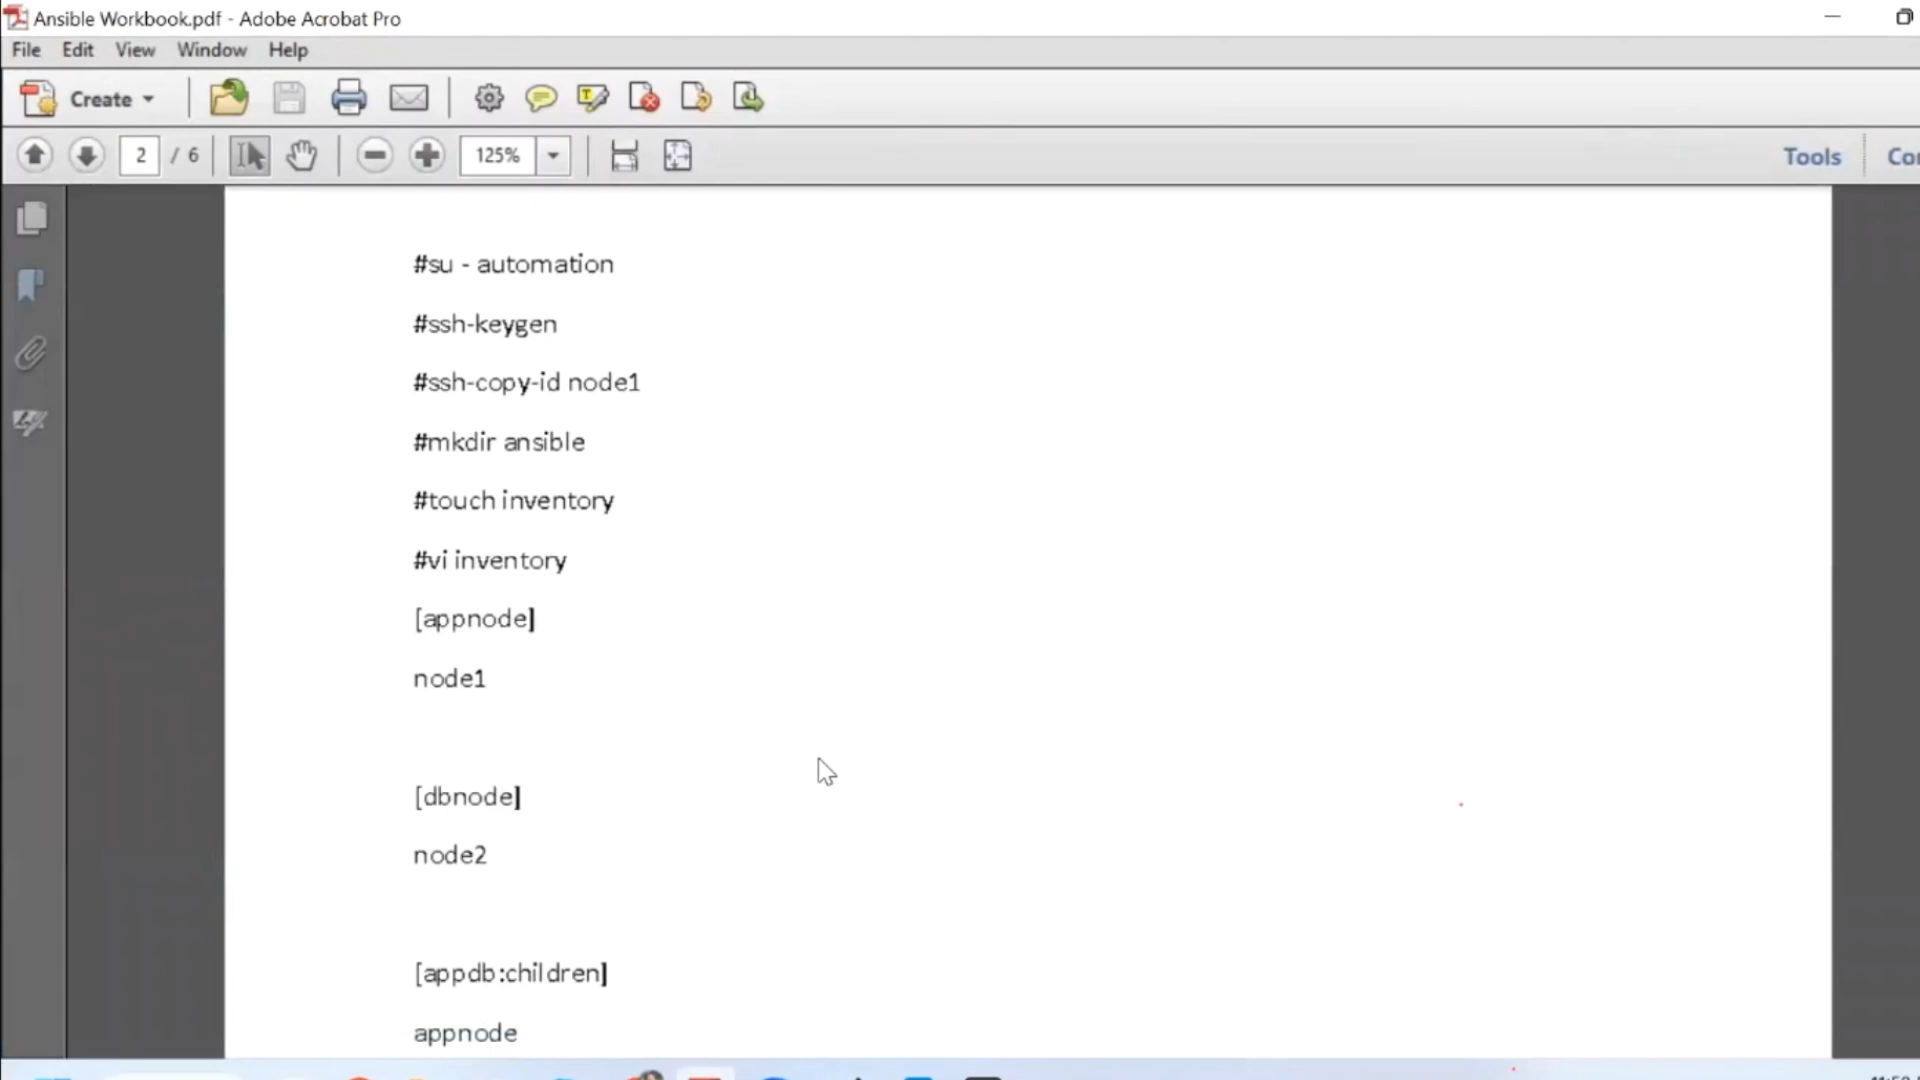 Ansible Workbook.pdf - Adobe Acrobat Pro
File Edit View Window Help
Create
2 / 6 125% Tools
#su - automation
#ssh-keygen
#ssh-copy-id node1
#mkdir ansible
#touch inventory
#vi inventory
[appnode]
node1
[dbnode]
node2
[appdb:children]
appnode